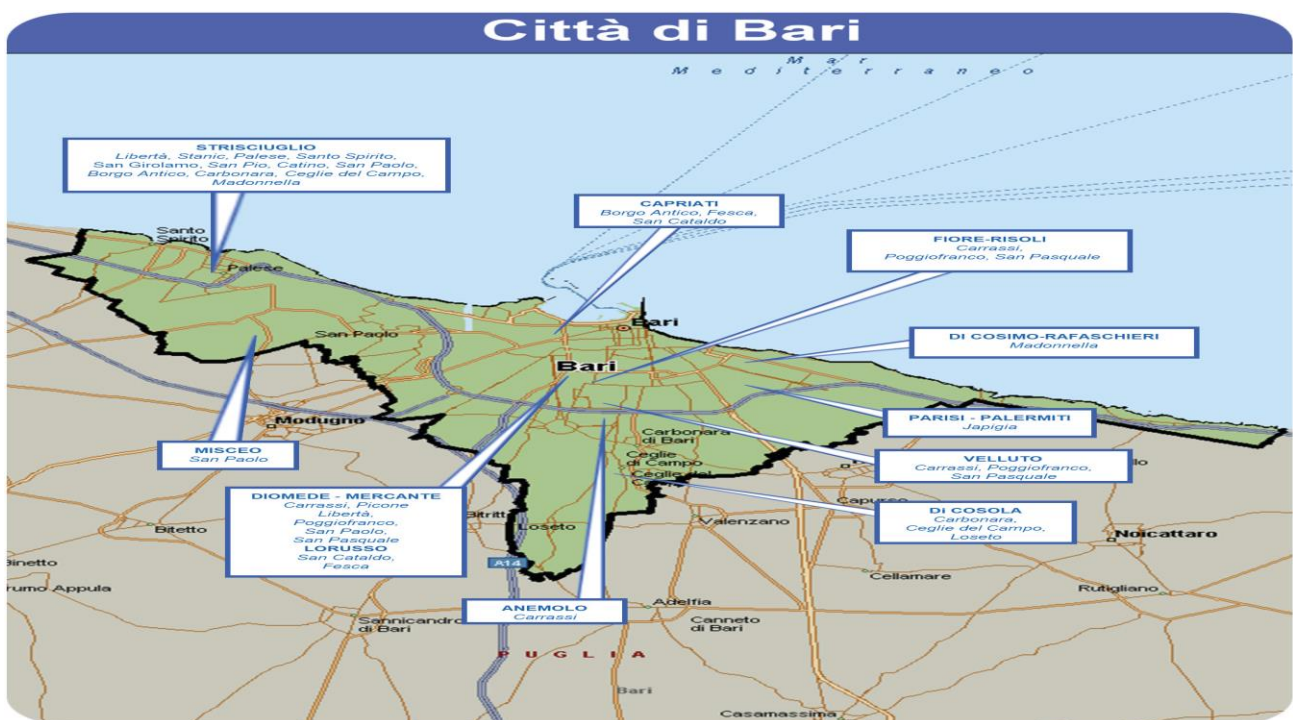 Città di Bari
Mar
Mediterraneo
STRISCIUGLIO
Libertà, Stanic, Palese, Santo Spirito,
San Girolamo, San Pio, Catino, San Paolo,
Borgo Antico, Carbonara, Ceglie del Campo,
Madonnella
CAPRIATI
Borgo Antico, Fesca,
San Cataldo
FIORE-RISOLI
Carrassi,
Poggiofranco, San Pasquale
Santo
Spirito
Palese
San Paolo
Bari
Bari
DI COSIMO-RAFASCHIERI
Madonnella
Modugno
PARISI - PALERMITI
Japigia
MISCEO
San Paolo
Carbonara
di Bari
Ceglie
di Campo
Ceglie del
VELLUTO
Carrassi, Poggiofranco,
San Pasquale
DIOMEDE - MERCANTE
Carrassi, Picone
Libertà,
Poggiofranco,
San Paolo,
San Pasquale
LORUSSO
San Cataldo,
Fesca
Bitetto
Loseto
Valenzano
DI COSOLA
Carbonara,
Ceglie del Campo,
Loseto
Noicattaro
A14
Cellamare
Rutigliano
ANEMOLO
Carrassi
Adelfia
Sannicandro
di Bari
Canneto
di Bari
PUGLIA
Bari
Casamassima